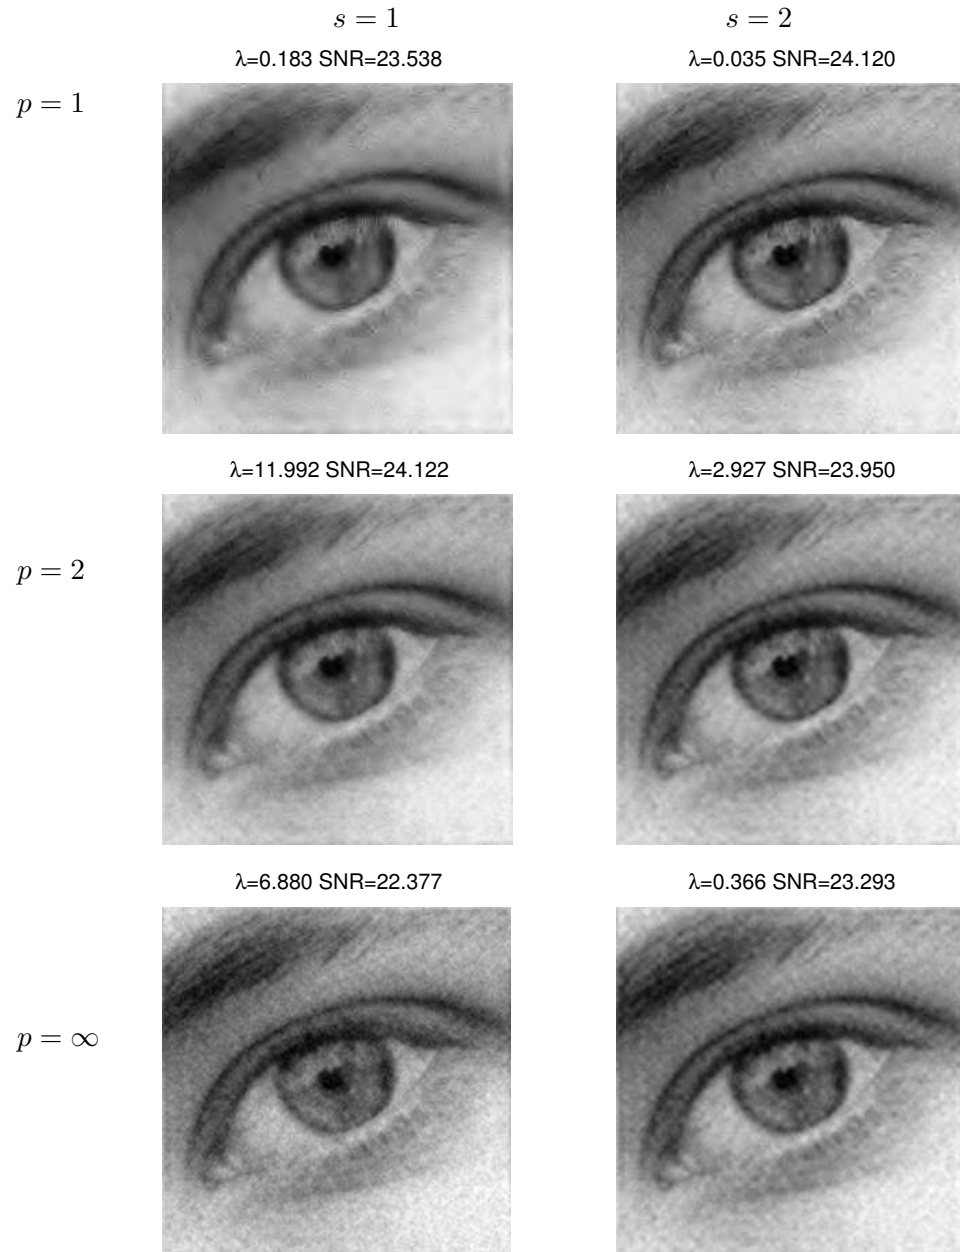 s = 1 s = 2
λ=0.183 SNR=23.538 λ=0.035 SNR=24.120
p = 1
λ=11.992 SNR=24.122 λ=2.927 SNR=23.950
p = 2
λ=6.880 SNR=22.377 λ=0.366 SNR=23.293
p = ∞